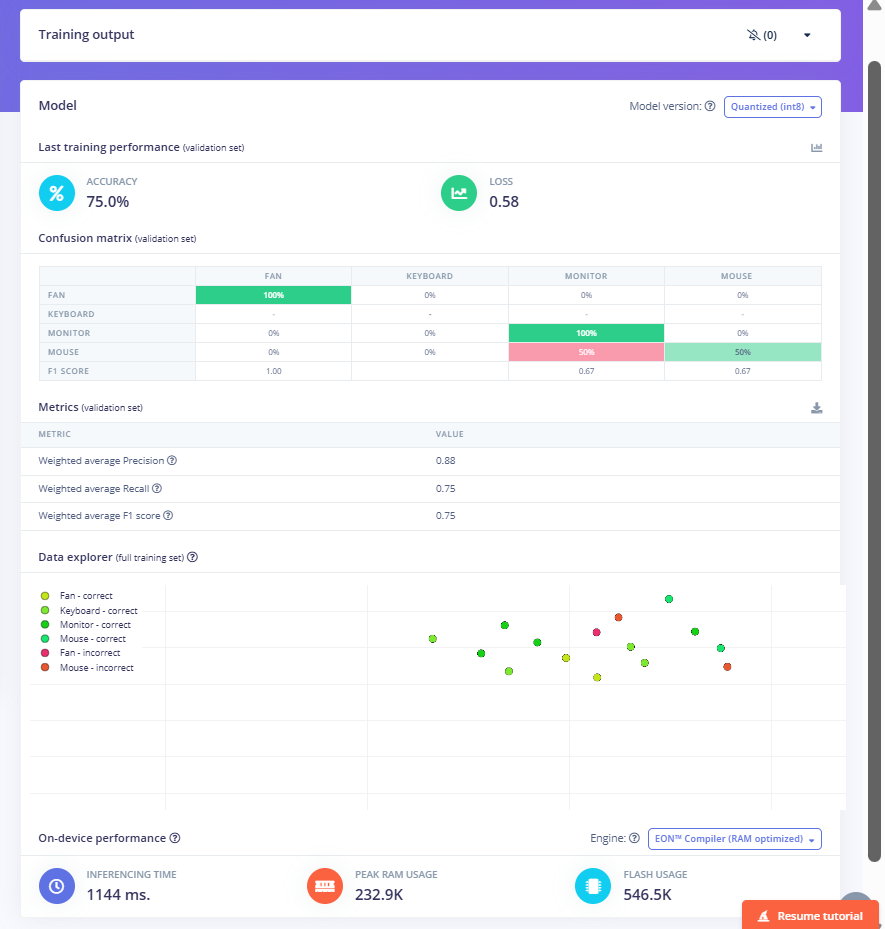 Training output (0)
Model Model version: Quantized (int8)
Last training performance (validation set)
ACCURACY LOSS
75.0% 0.58
Confusion matrix (validation set)
FAN KEYBOARD MONITOR MOUSE
FAN 100% 0% 0% 0%
KEYBOARD - - - -
MONITOR 0% 0% 100% 0%
MOUSE 0% 0% 50% 50%
F1 SCORE 1.00 0.67 0.67
Metrics (validation set)
METRIC VALUE
Weighted average Precision 0.88
Weighted average Recall 0.75
Weighted average F1 score 0.75
Data explorer (full training set)
Fan - correct
Keyboard - correct
Monitor - correct
Mouse - correct
Fan - incorrect
Mouse - incorrect
On-device performance Engine: EON™ Compiler (RAM optimized)
INFERENCING TIME PEAK RAM USAGE FLASH USAGE
1144 ms. 232.9K 546.5K
Resume tutorial